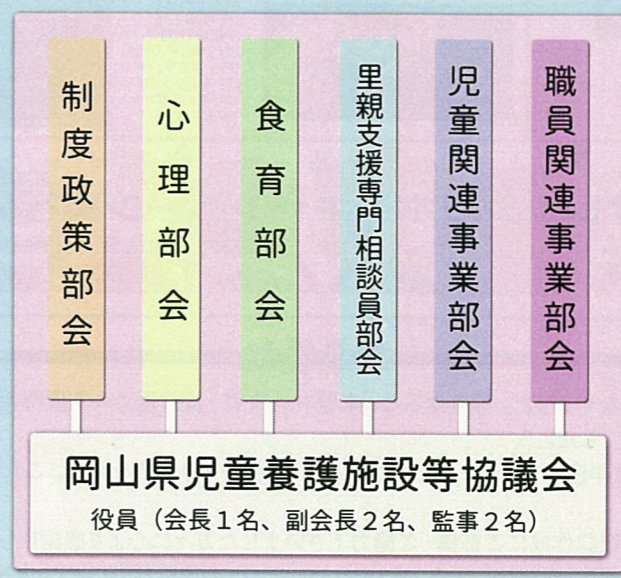 職員関連事業部会
児童関連事業部会
里親支援専門相談員部会
食育部会
心理部会
制度政策部会
岡山県児童養護施設等協議会
役員（会長１名、副会長２名、監事２名）